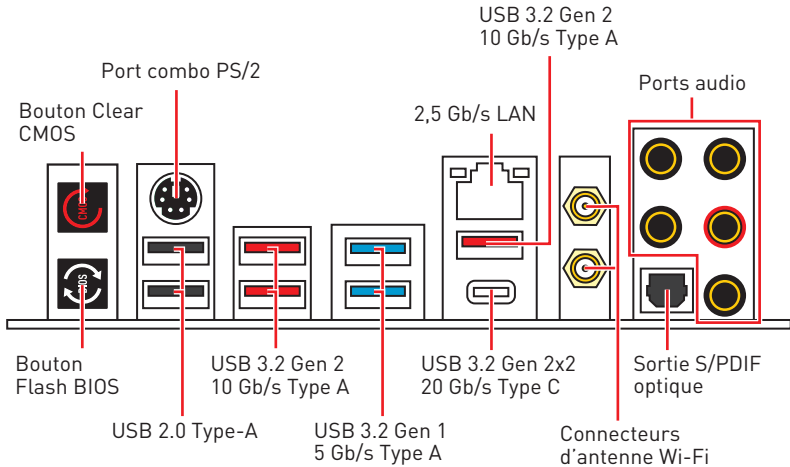 USB 3.2 Gen 2
10 Gb/s Type A
Port combo PS/2
Ports audio
Bouton Clear
CMOS
2,5 Gb/s LAN
CMOS
BIOS
Bouton
Flash BIOS
USB 3.2 Gen 2
10 Gb/s Type A
USB 3.2 Gen 2x2
20 Gb/s Type C
Sortie S/PDIF
optique
USB 2.0 Type-A
USB 3.2 Gen 1
5 Gb/s Type A
Connecteurs
d'antenne Wi-Fi